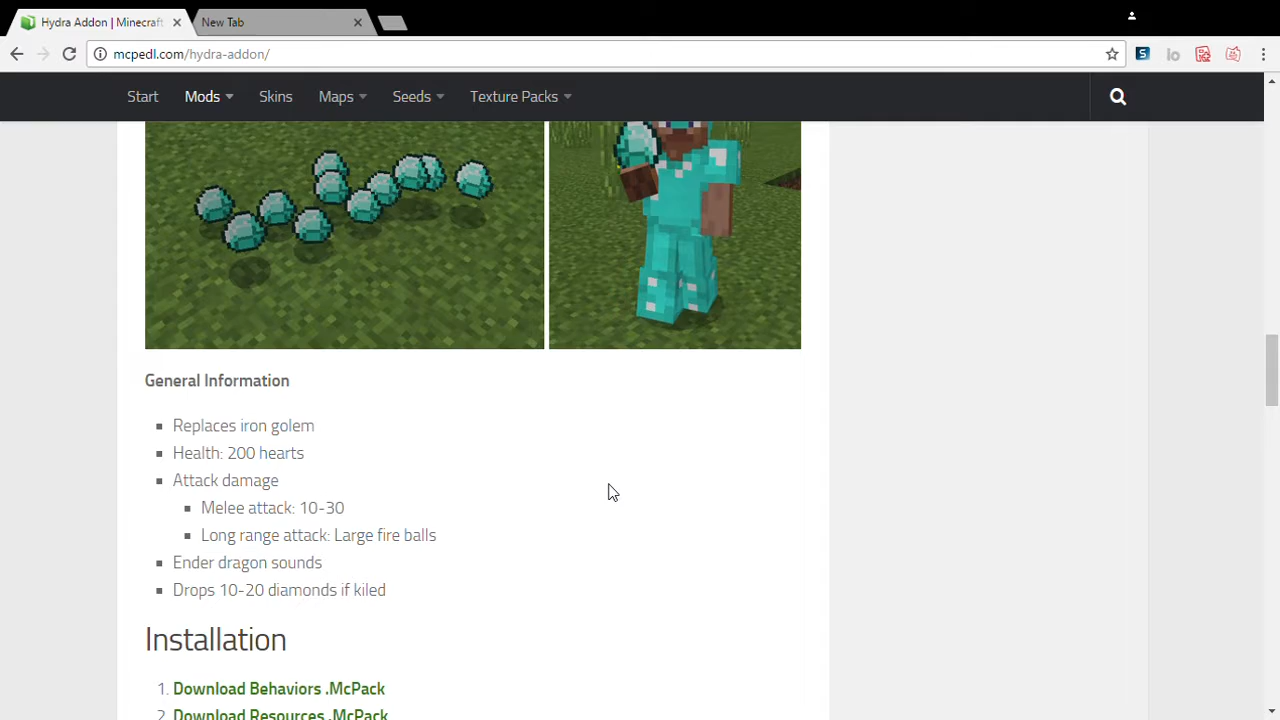 Hydra Addon | Minecraft
New Tab
mcpedl.com/hydra-addon/
Start
Mods
Skins
Maps
Seeds
Texture Packs
General Information
Replaces iron golem
Health: 200 hearts
Attack damage
Melee attack: 10-30
Long range attack: Large fire balls
Ender dragon sounds
Drops 10-20 diamonds if kiled
Installation
1. Download Behaviors .McPack
2. Download Resources .McPack